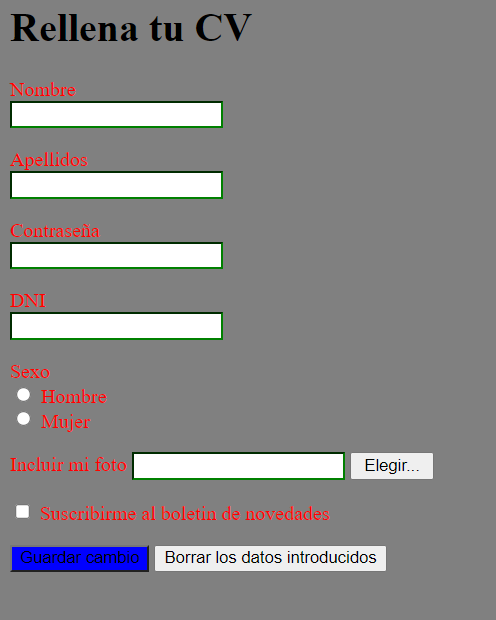 Rellena tu CV
Nombre
Apellidos
Contraseña
DNI
Sexo
Hombre
Mujer
Incluir mi foto Elegir...
Suscribirme al boletin de novedades
Guardar cambio Borrar los datos introducidos